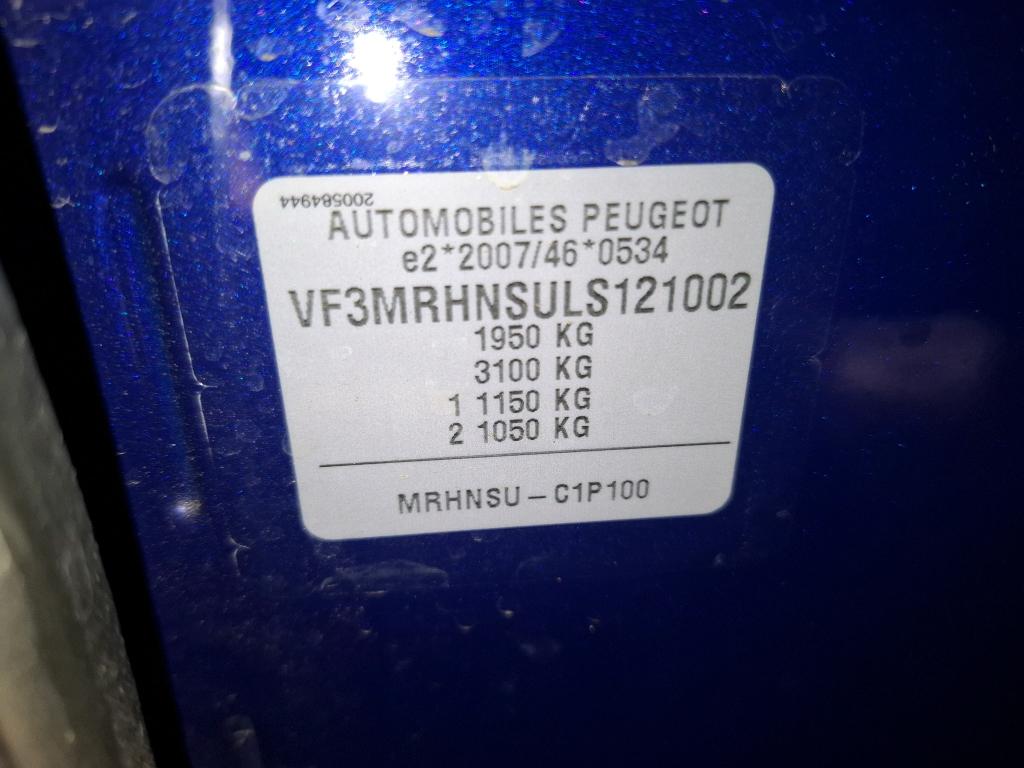 200584944
AUTOMOBILES PEUGEOT
e2*2007/46*0534
VF3MRHNSULS121002
1950 KG
3100 KG
1 1150 KG
2 1050 KG
MRHNSU – C1P100